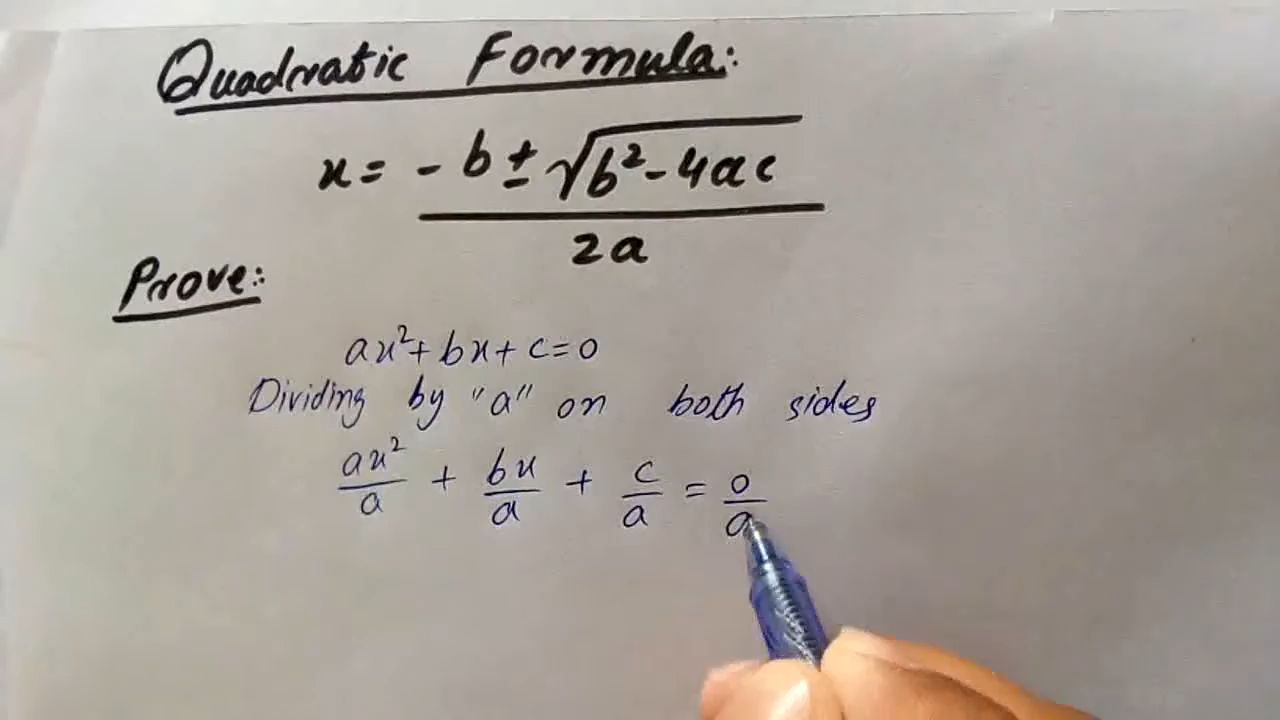 Quadratic Formula:
x = -b ± √b²-4ac / 2a
Prove:
ax²+ bx + c = 0
Dividing by "a" on both sides
ax²/a + bx/a + c/a = 0/a